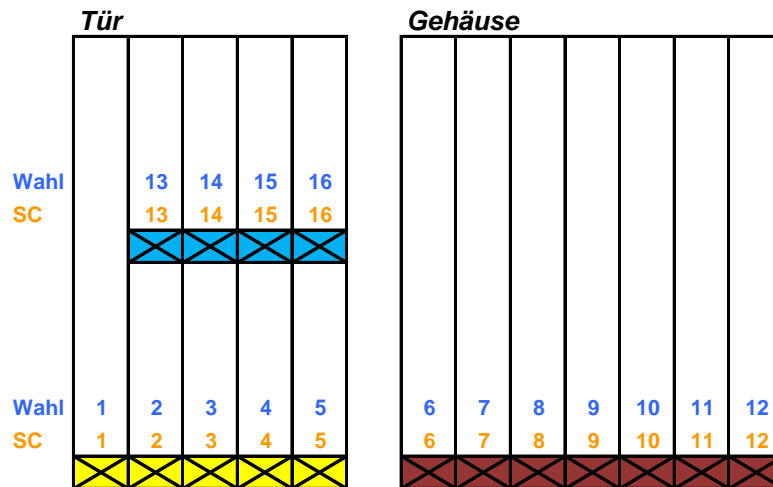 Tür Gehäuse
Wahl 13 14 15 16
SC 13 14 15 16
Wahl 1 2 3 4 5 6 7 8 9 10 11 12
SC 1 2 3 4 5 6 7 8 9 10 11 12